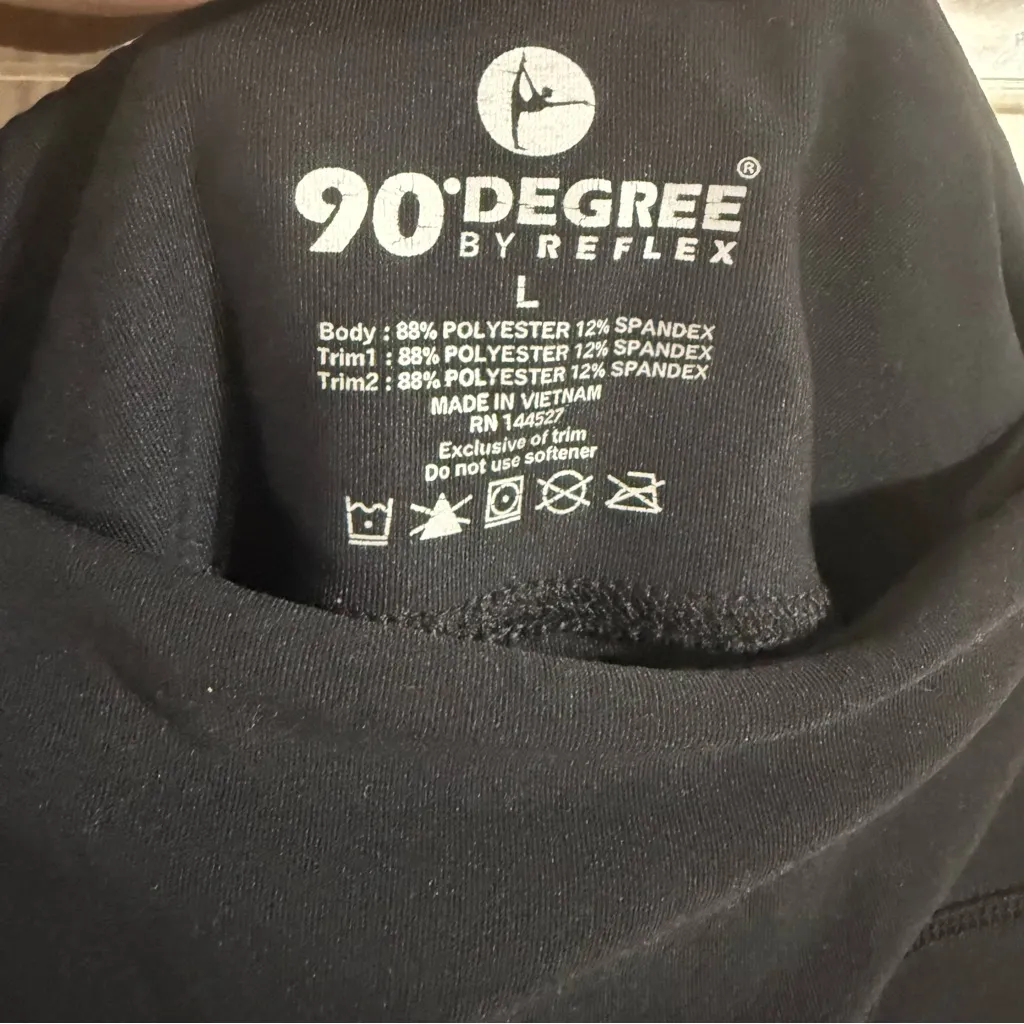 90°DEGREE®
BY REFLEX
L
Body : 88% POLYESTER 12% SPANDEX
Trim1 : 88% POLYESTER 12% SPANDEX
Trim2 : 88% POLYESTER 12% SPANDEX
MADE IN VIETNAM
RN 144527
Exclusive of trim
Do not use softener